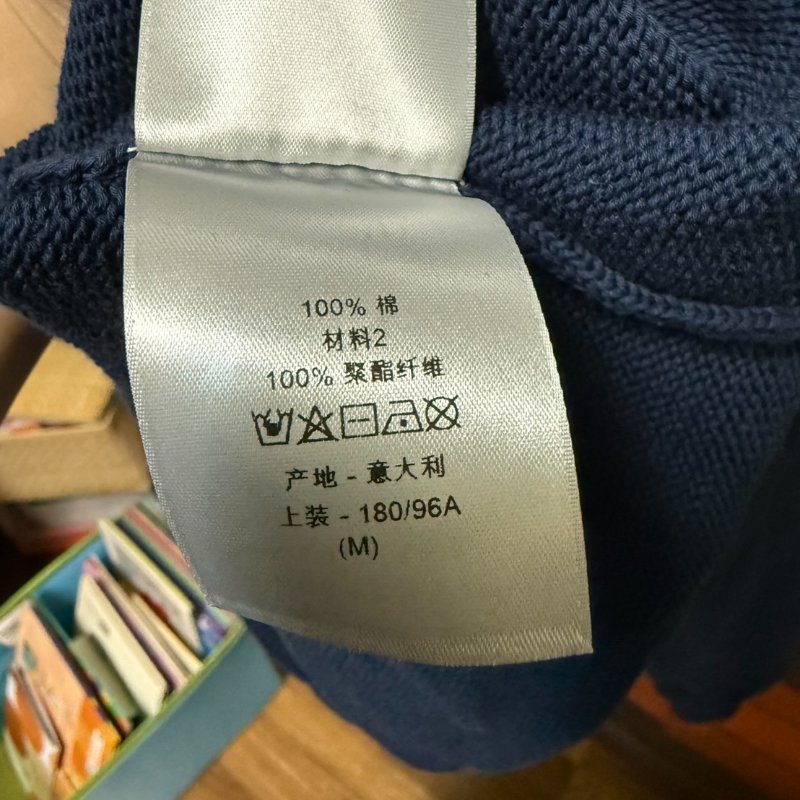 100% 棉
材料2
100% 聚酯纤维
产地 - 意大利
上装 - 180/96A
(M)